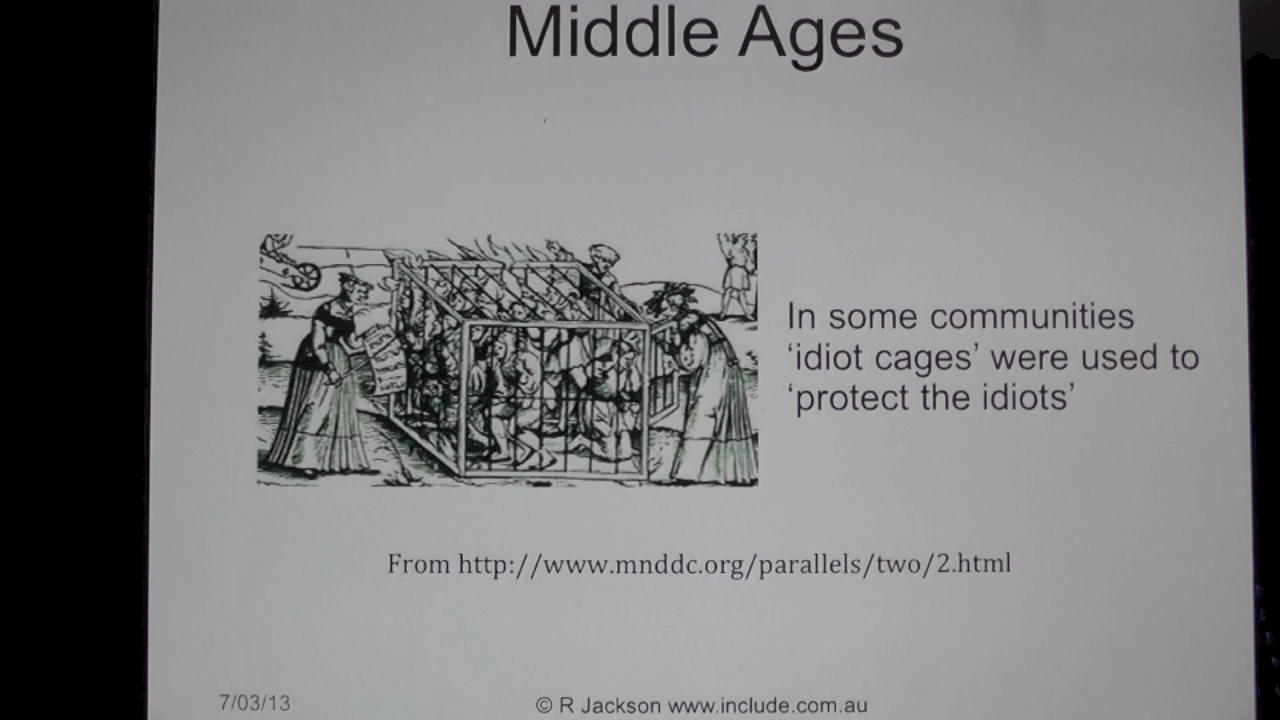 Middle Ages
In some communities
‘idiot cages’ were used to
‘protect the idiots’
From http://www.mnddc.org/parallels/two/2.html
7/03/13
© R Jackson www.include.com.au